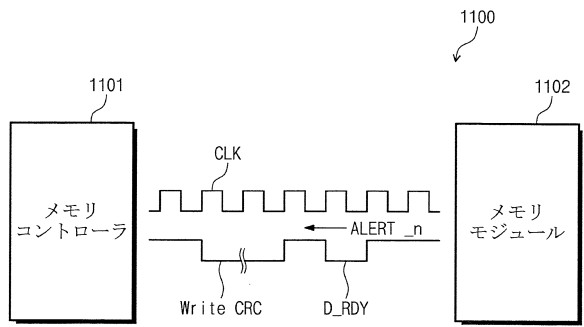 1100
1101
1102
CLK
メモリ
コントローラ
メモリ
モジュール
ALERT _n
Write CRC
D_RDY